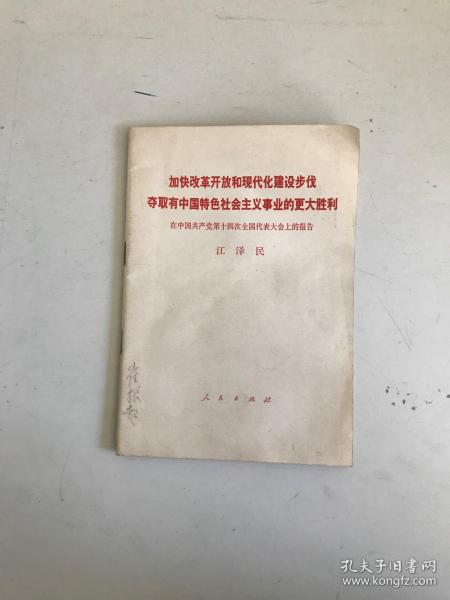 加快改革开放和现代化建设步伐
夺取有中国特色社会主义事业的更大胜利
在中国共产党第十四次全国代表大会上的报告
江泽民
人民出版社
孔夫子旧书网
www.kongfz.com